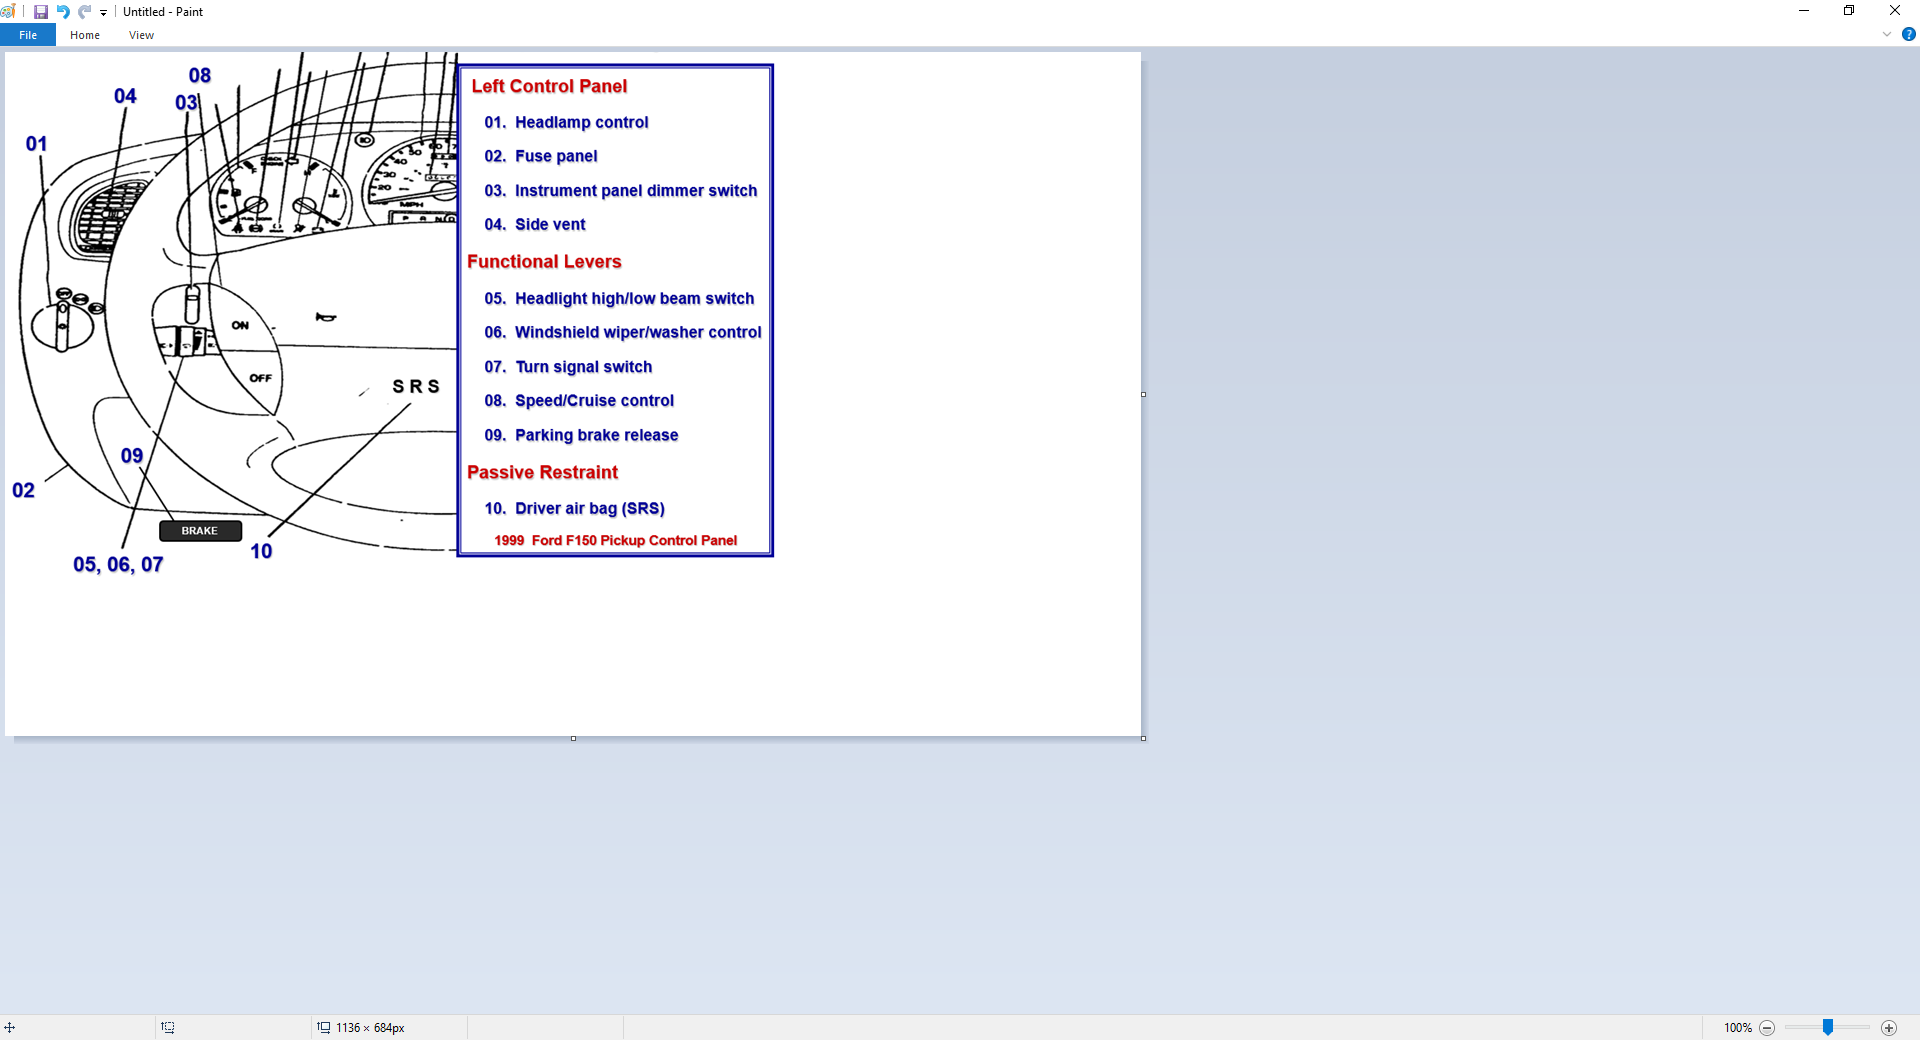 Untitled - Paint
File Home View
08
04
03
01
Left Control Panel
01. Headlamp control
02. Fuse panel
03. Instrument panel dimmer switch
04. Side vent
Functional Levers
05. Headlight high/low beam switch
06. Windshield wiper/washer control
07. Turn signal switch
08. Speed/Cruise control
09. Parking brake release
Passive Restraint
10. Driver air bag (SRS)
1999 Ford F150 Pickup Control Panel
50
40
30
20
MPH
P R N D
ON
OFF
SRS
09
02
BRAKE
10
05, 06, 07
1136 × 684px
100%